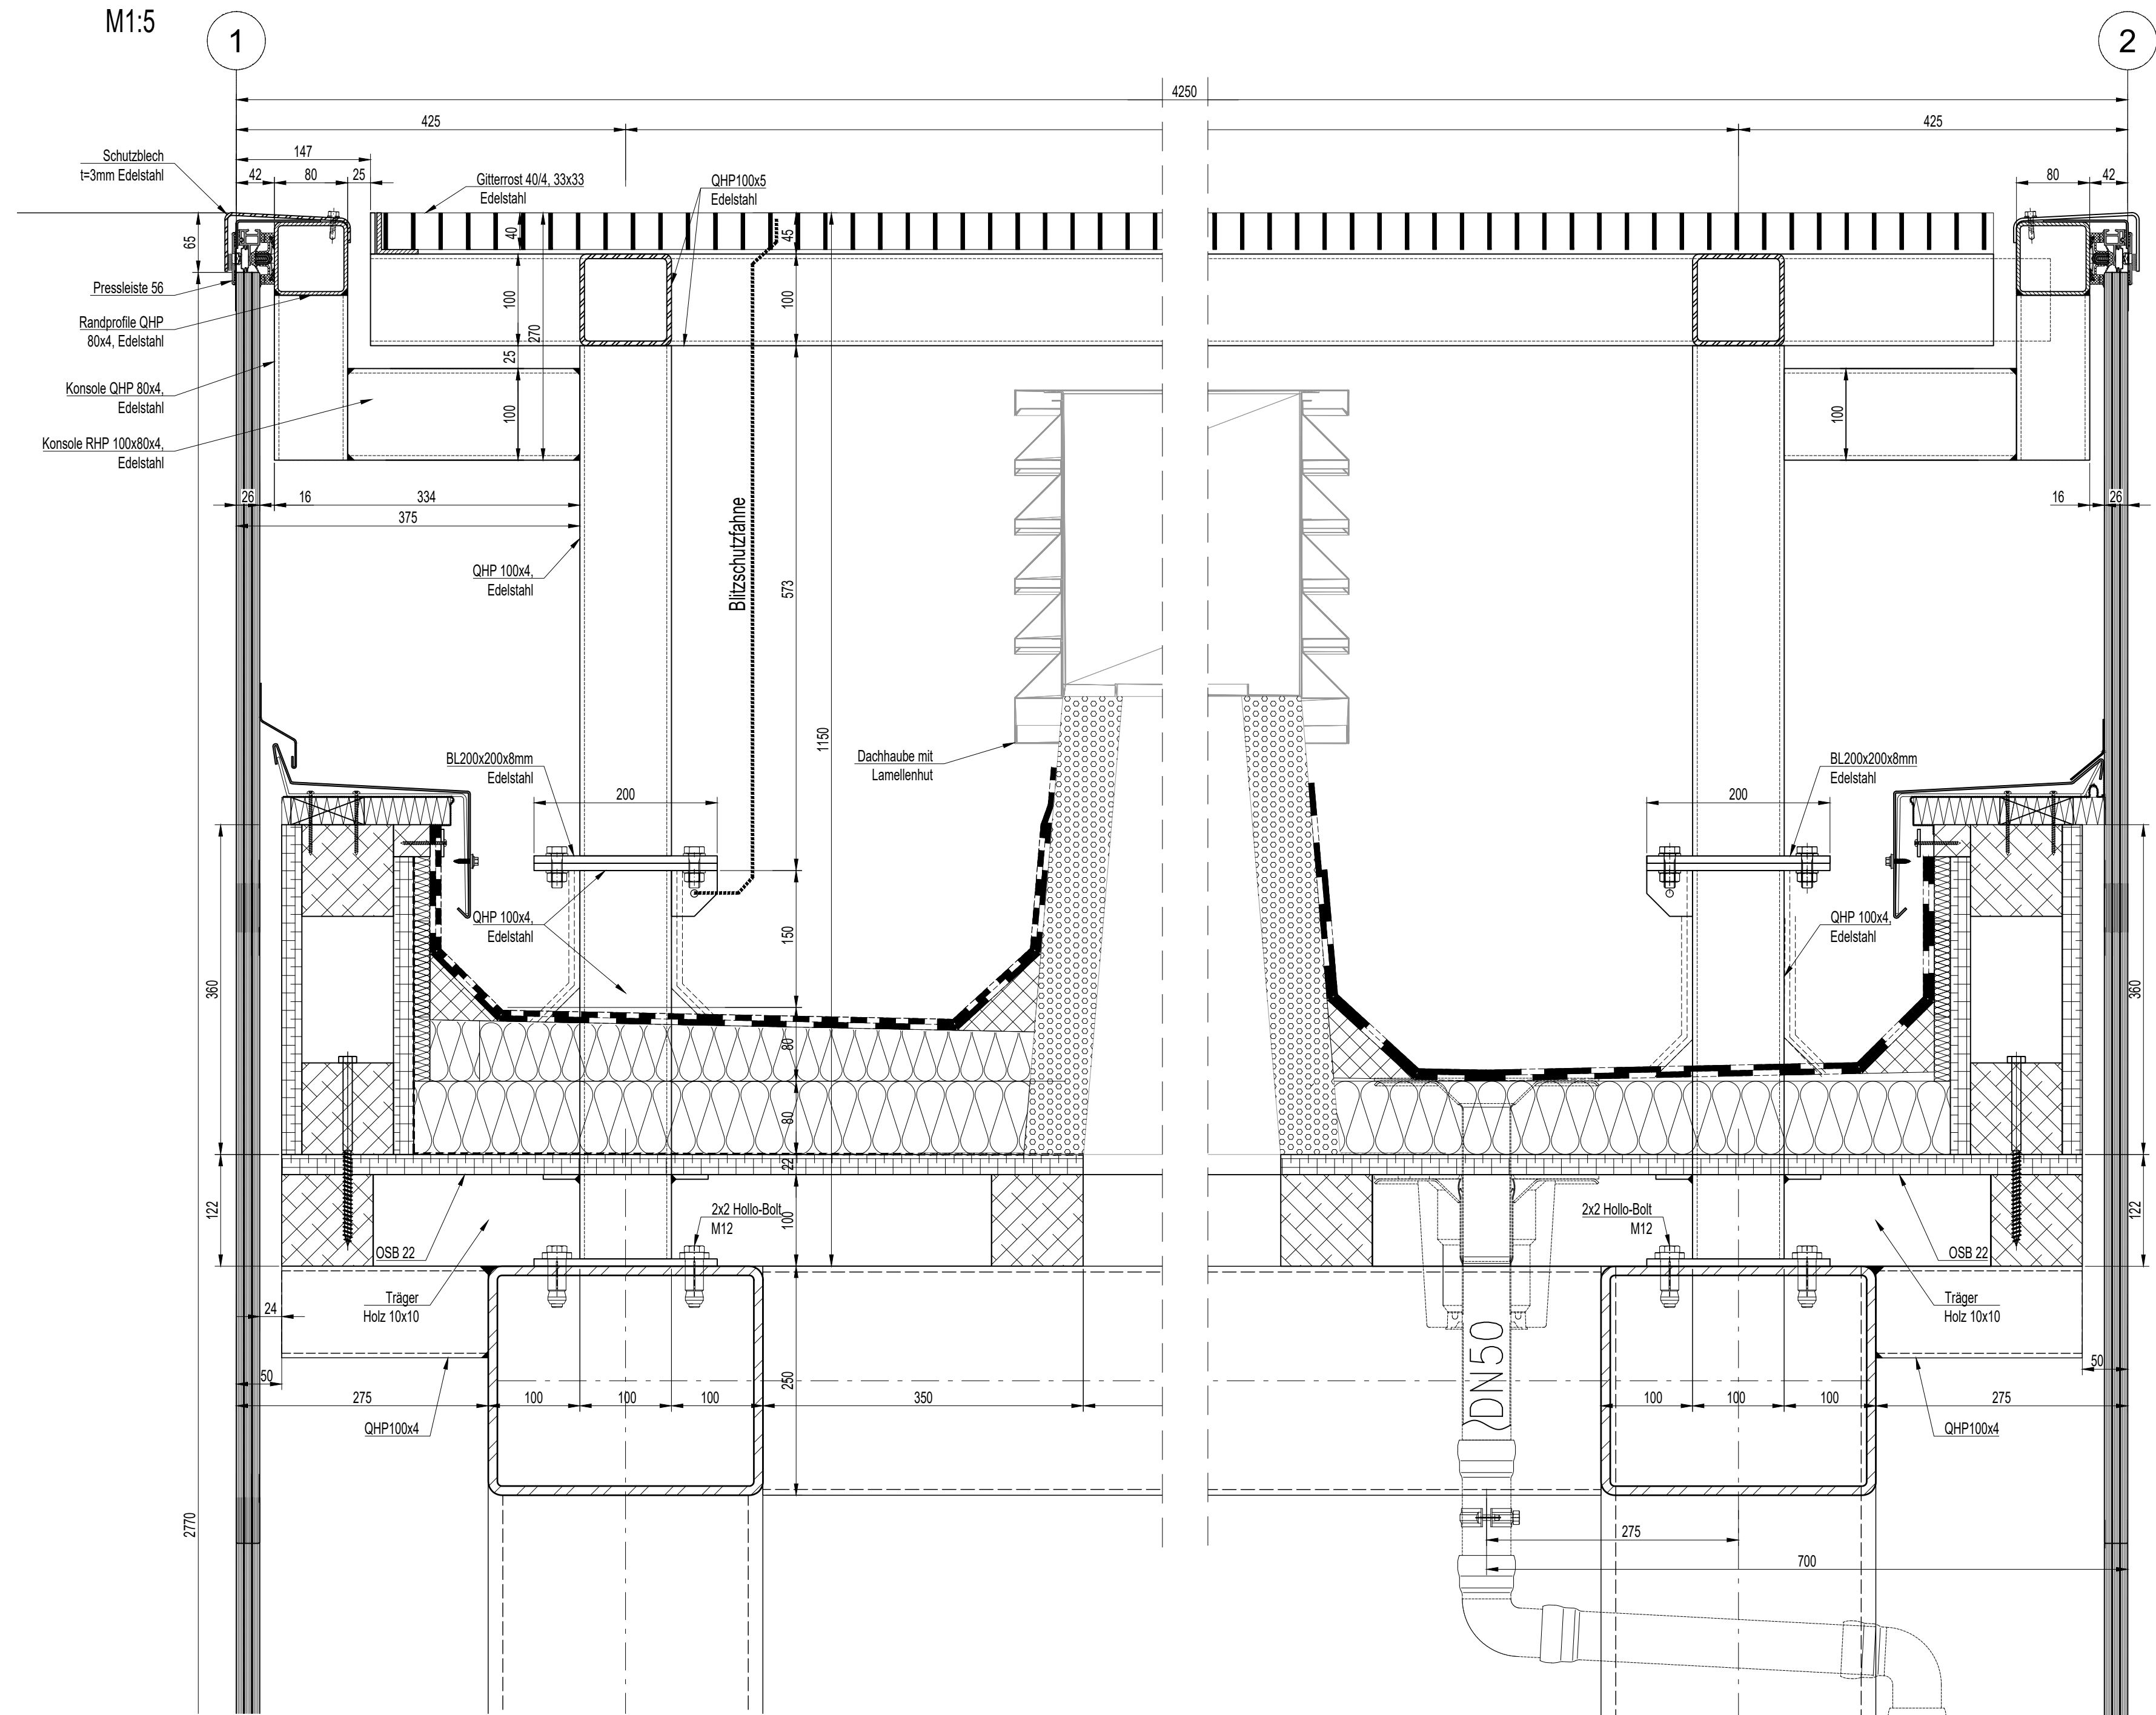 M1:5
1
2
4250
425
425
147
42
80
25
80
42
Schutzblech
t=3mm Edelstahl
Gitterrost 40/4, 33x33
Edelstahl
QHP100x5
Edelstahl
65
40
45
Pressleiste 56
Randprofile QHP
80x4, Edelstahl
100
270
100
25
Konsole QHP 80x4,
Edelstahl
100
100
Konsole RHP 100x80x4,
Edelstahl
26
16
334
16
26
375
Blitzschutzfahne
QHP 100x4,
Edelstahl
573
1150
BL200x200x8mm
Edelstahl
Dachhaube mit
Lamellenhut
BL200x200x8mm
Edelstahl
200
200
QHP 100x4,
Edelstahl
150
QHP 100x4,
Edelstahl
360
360
80
80
22
122
122
2x2 Hollo-Bolt
M12
100
2x2 Hollo-Bolt
M12
OSB 22
OSB 22
24
Träger
Holz 10x10
Träger
Holz 10x10
50
50
250
DN50
275
100
100
100
350
100
100
100
275
QHP100x4
QHP100x4
2770
275
700